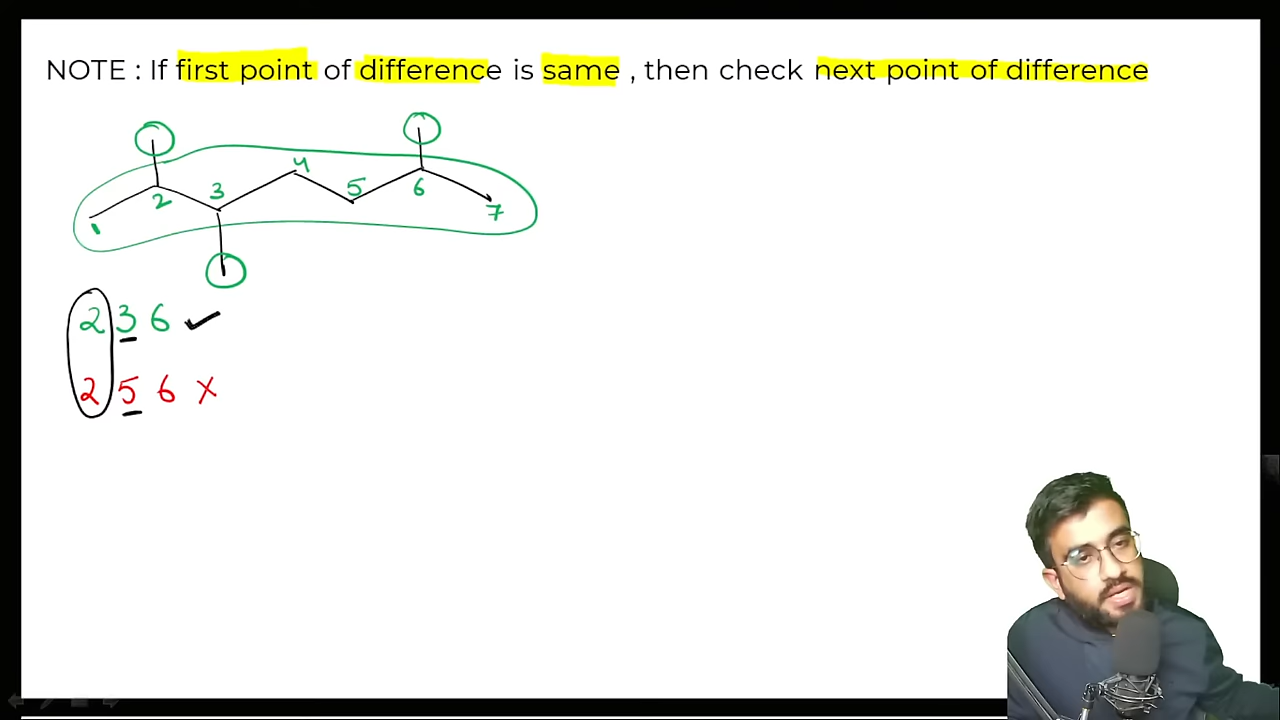 NOTE : If first point of difference is same , then check next point of difference
1 2 3 4 5 6 7
2 3 6 ✓
2 5 6 x